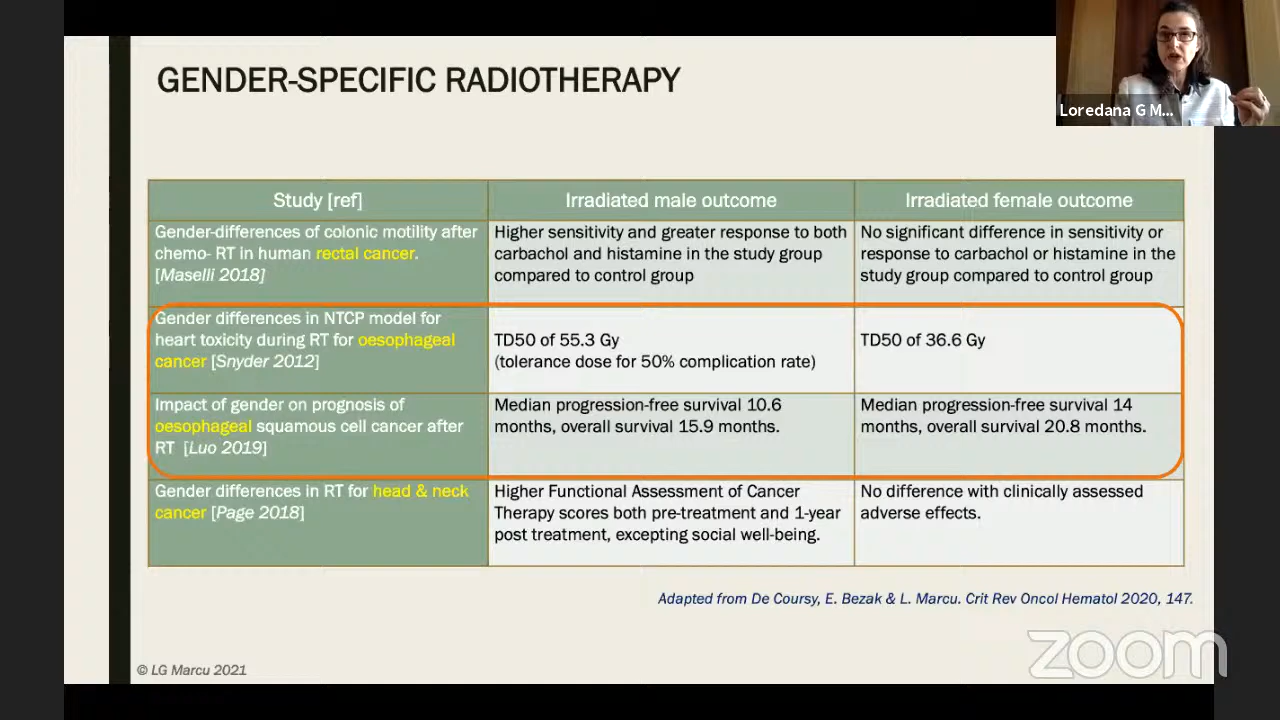 GENDER-SPECIFIC RADIOTHERAPY
Loredana G M...
Study [ref]
Irradiated male outcome
Irradiated female outcome
Gender-differences of colonic motility after
chemo- RT in human rectal cancer.
[Maselli 2018]
Higher sensitivity and greater response to both
carbachol and histamine in the study group
compared to control group
No significant difference in sensitivity or
response to carbachol or histamine in the
study group compared to control group
Gender differences in NTCP model for
heart toxicity during RT for oesophageal
cancer [Snyder 2012]
TD50 of 55.3 Gy
(tolerance dose for 50% complication rate)
TD50 of 36.6 Gy
Impact of gender on prognosis of
oesophageal squamous cell cancer after
RT [Luo 2019]
Median progression-free survival 10.6
months, overall survival 15.9 months.
Median progression-free survival 14
months, overall survival 20.8 months.
Gender differences in RT for head & neck
cancer [Page 2018]
Higher Functional Assessment of Cancer
Therapy scores both pre-treatment and 1-year
post treatment, excepting social well-being.
No difference with clinically assessed
adverse effects.
Adapted from De Coursy, E. Bezak & L. Marcu. Crit Rev Oncol Hematol 2020, 147.
© LG Marcu 2021
zoom